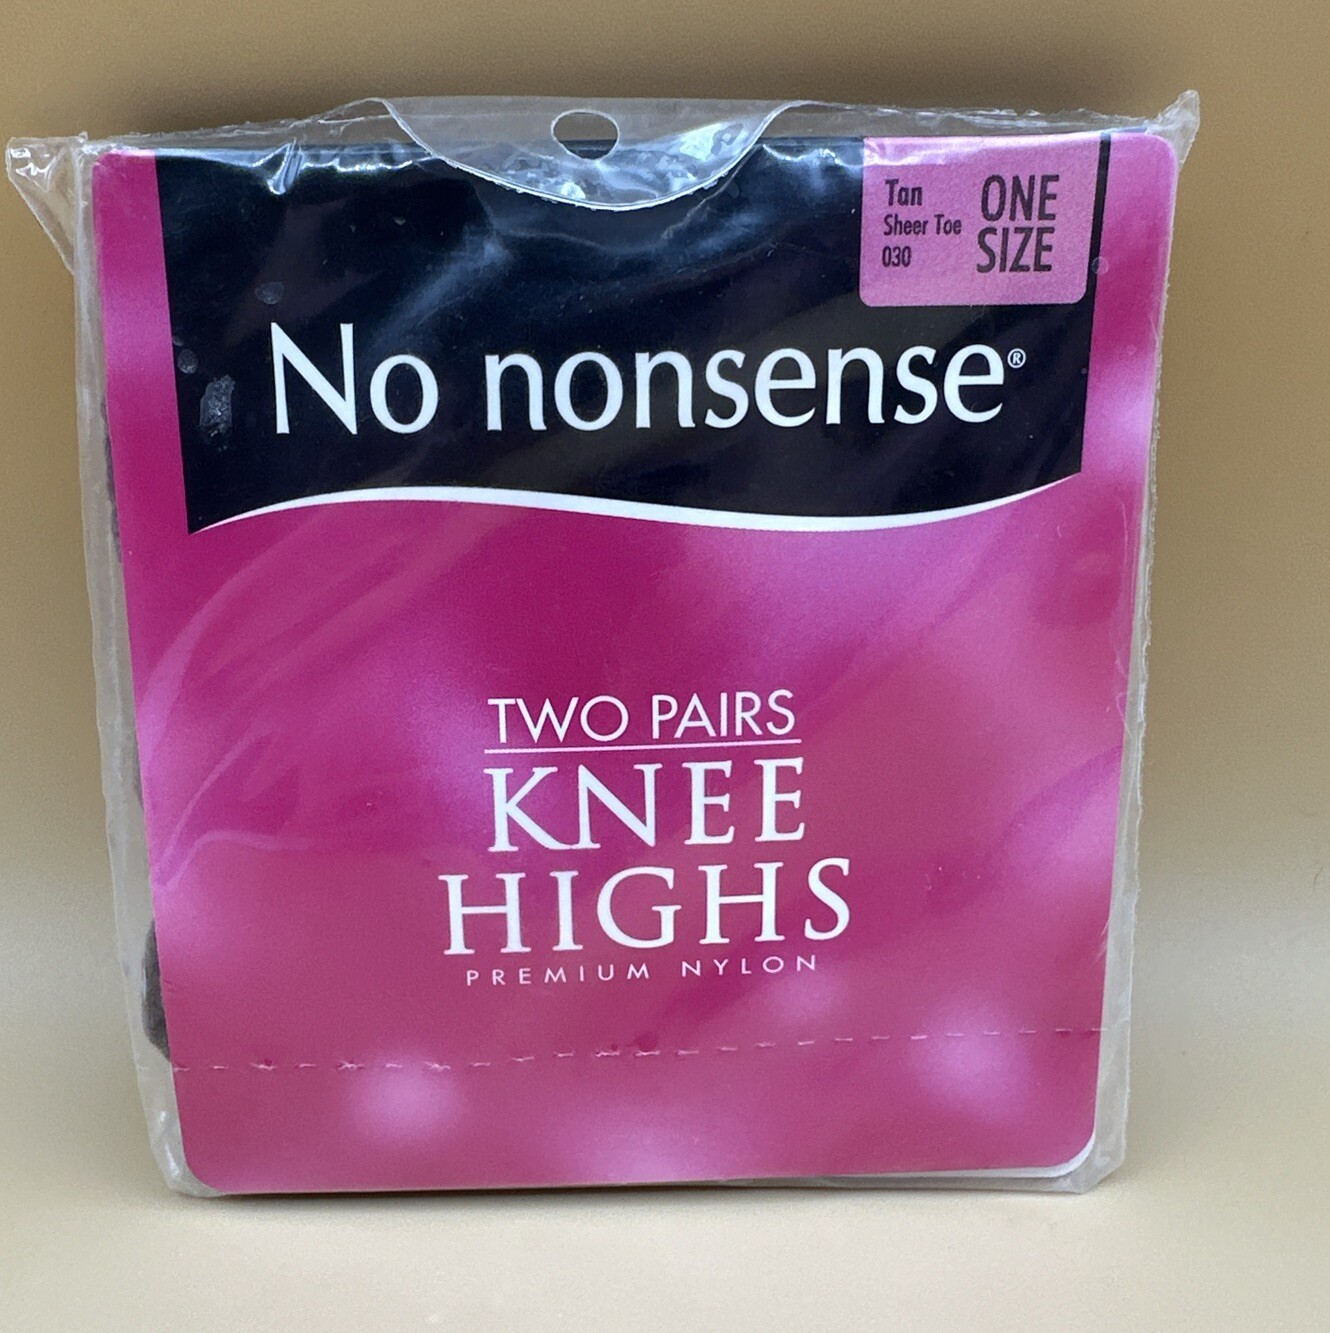 Tan
Sheer Toe
030
ONE
SIZE
No nonsense®
TWO PAIRS
KNEE
HIGHS
PREMIUM NYLON